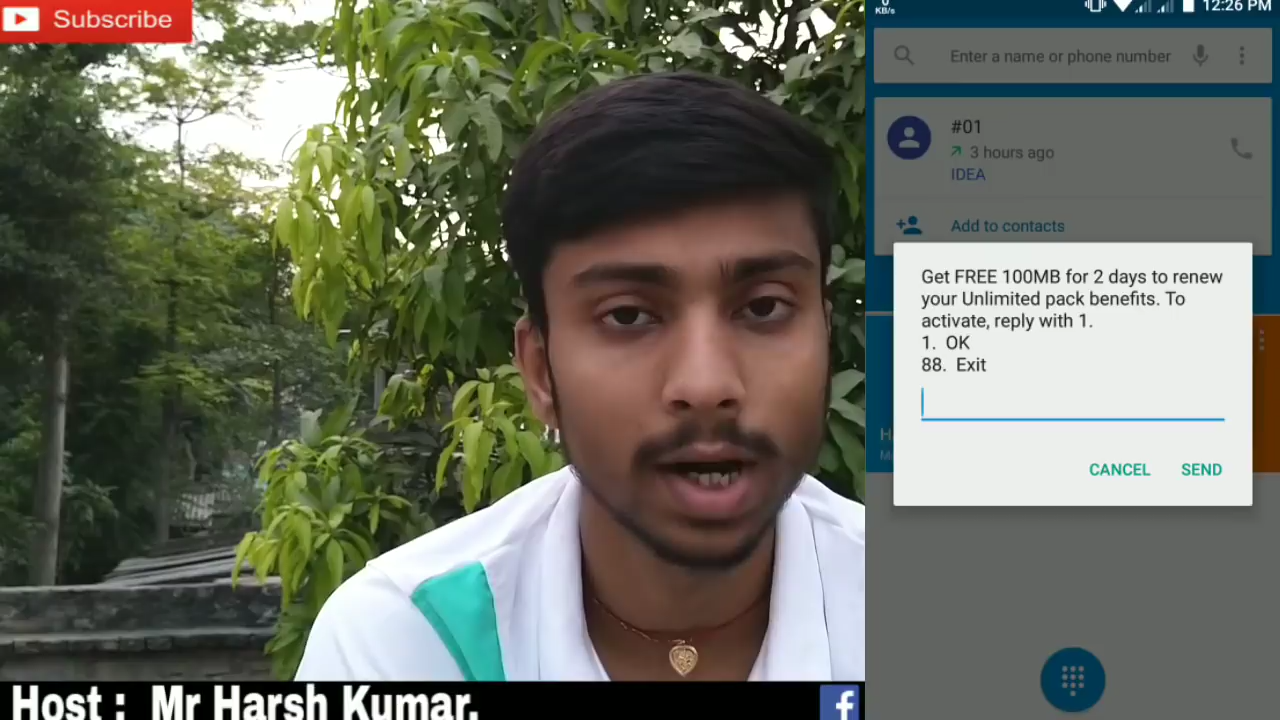 Subscribe
0
KB/s
12:26 PM
Enter a name or phone number
#01
3 hours ago
IDEA
Add to contacts
Get FREE 100MB for 2 days to renew
your Unlimited pack benefits. To
activate, reply with 1.
1. OK
88. Exit
CANCEL
SEND
Host : Mr Harsh Kumar.
f